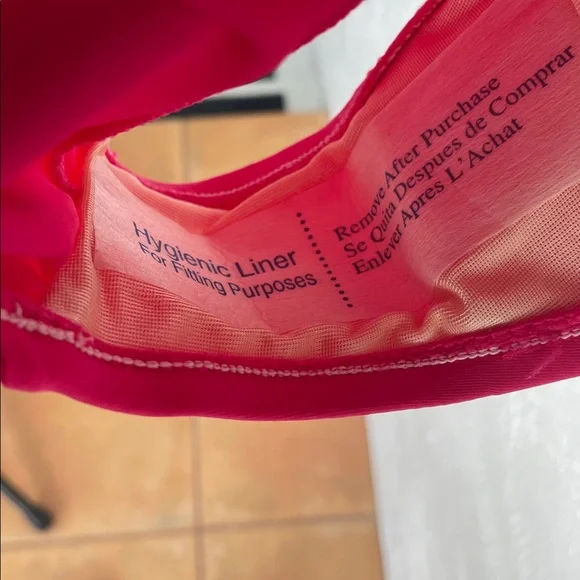 Hygienic Liner
For Fitting Purposes
Remove After Purchase
Se Quita Despues de Comprar
Enlever Apres L'Achat